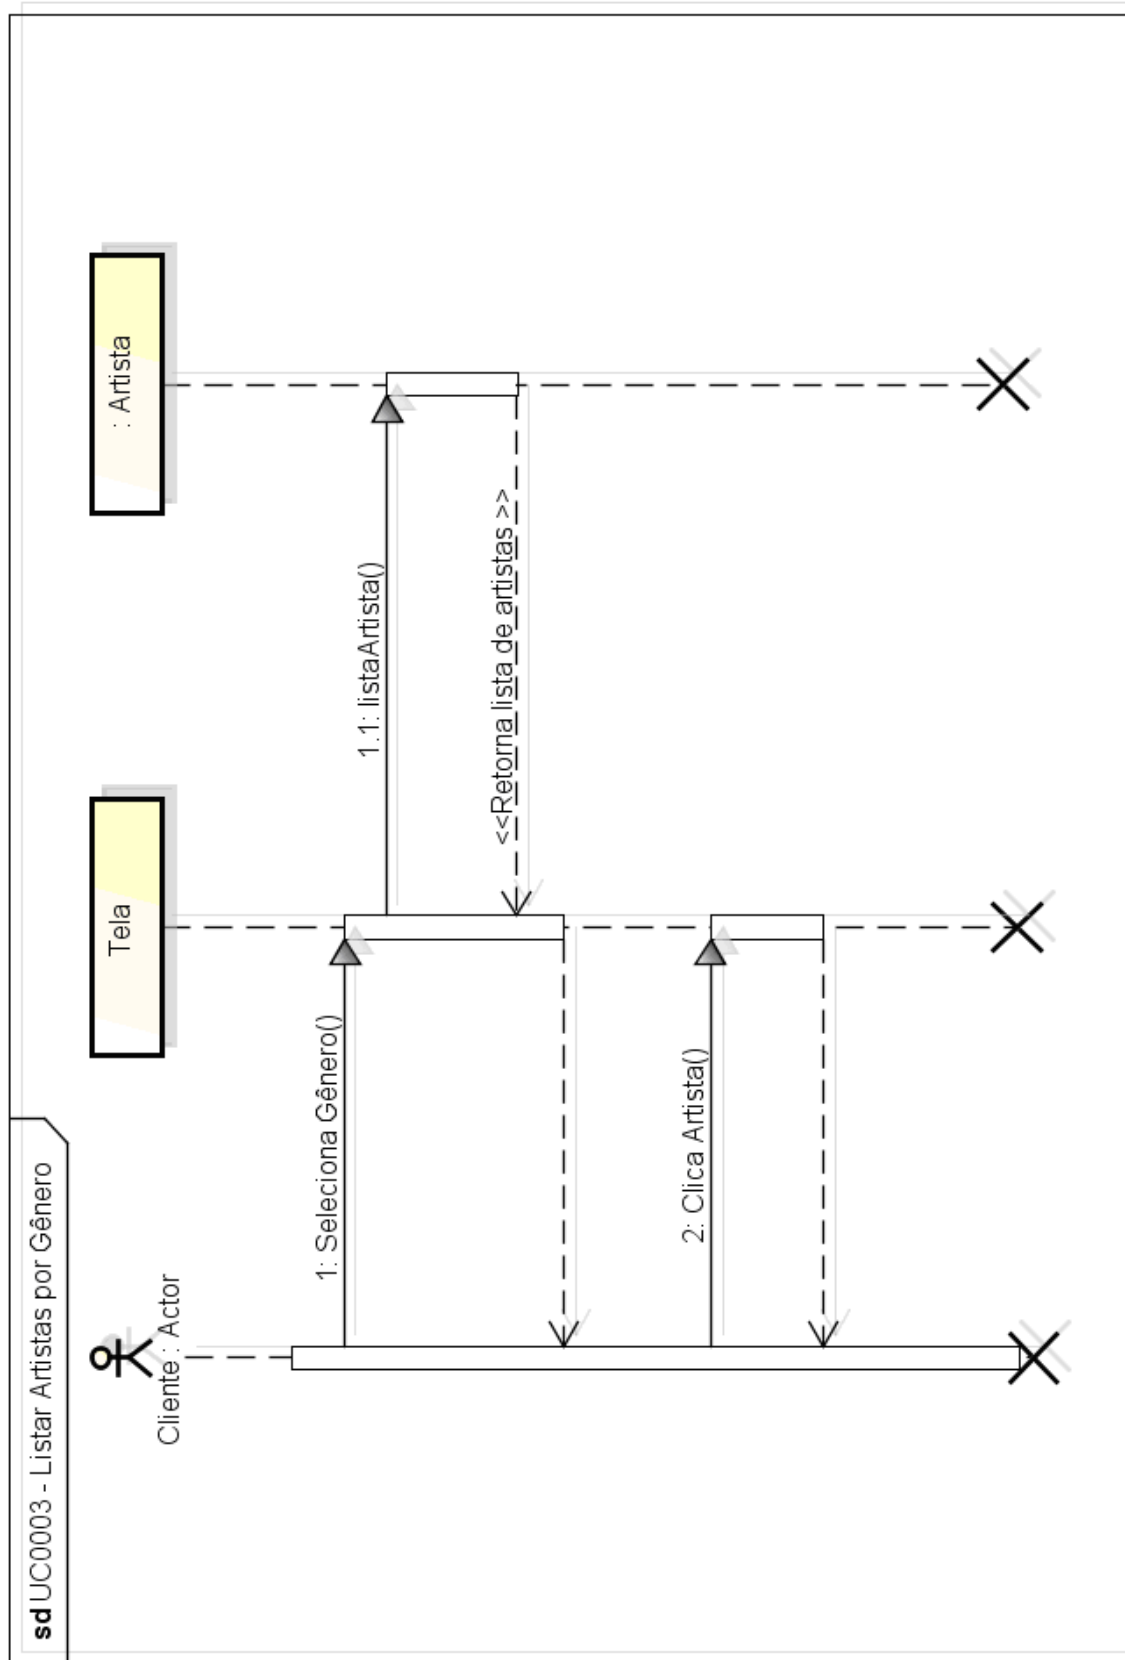 sd UC0003 - Listar Artistas por Gênero
Cliente : Actor
Tela
: Artista
1: Seleciona Gênero()
1.1: listaArtista()
<<Retorna lista de artistas >>
2: Clica Artista()